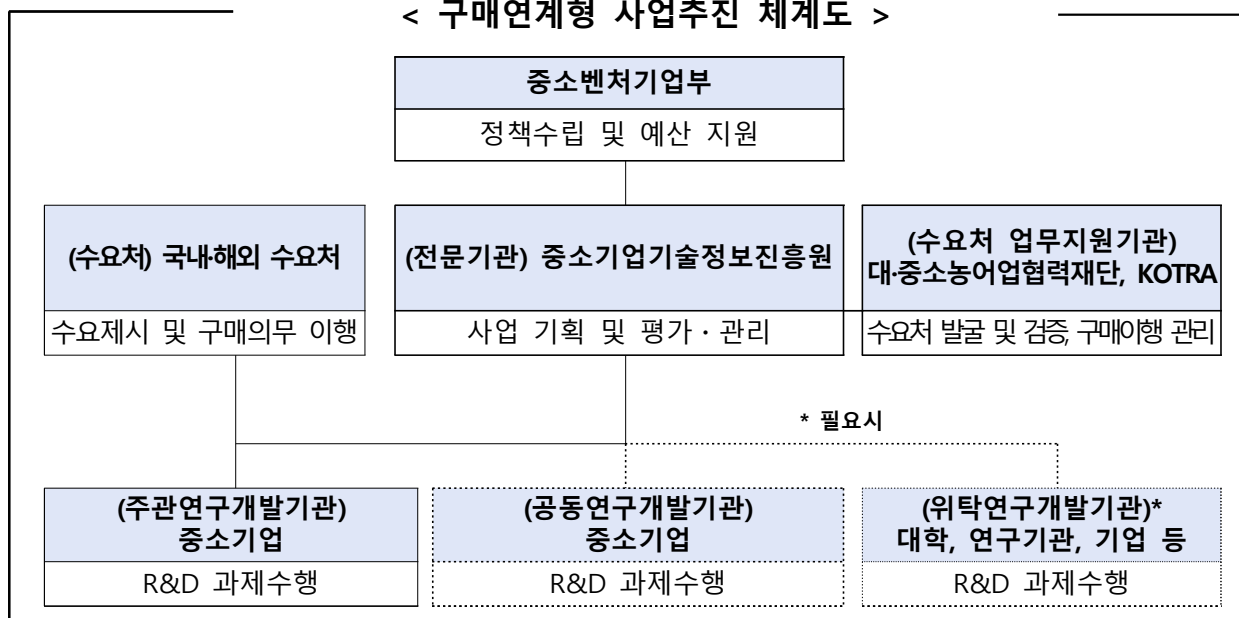 < 구매연계형 사업추진 체계도 >
중소벤처기업부
정책수립 및 예산 지원
(수요처) 국내·해외 수요처
수요제시 및 구매의무 이행
(전문기관) 중소기업기술정보진흥원
사업 기획 및 평가·관리
(수요처 업무지원기관)
대·중소농어업협력재단, KOTRA
수요처 발굴 및 검증, 구매이행 관리
* 필요시
(주관연구개발기관)
중소기업
R&D 과제수행
(공동연구개발기관)
중소기업
R&D 과제수행
(위탁연구개발기관)*
대학, 연구기관, 기업 등
R&D 과제수행